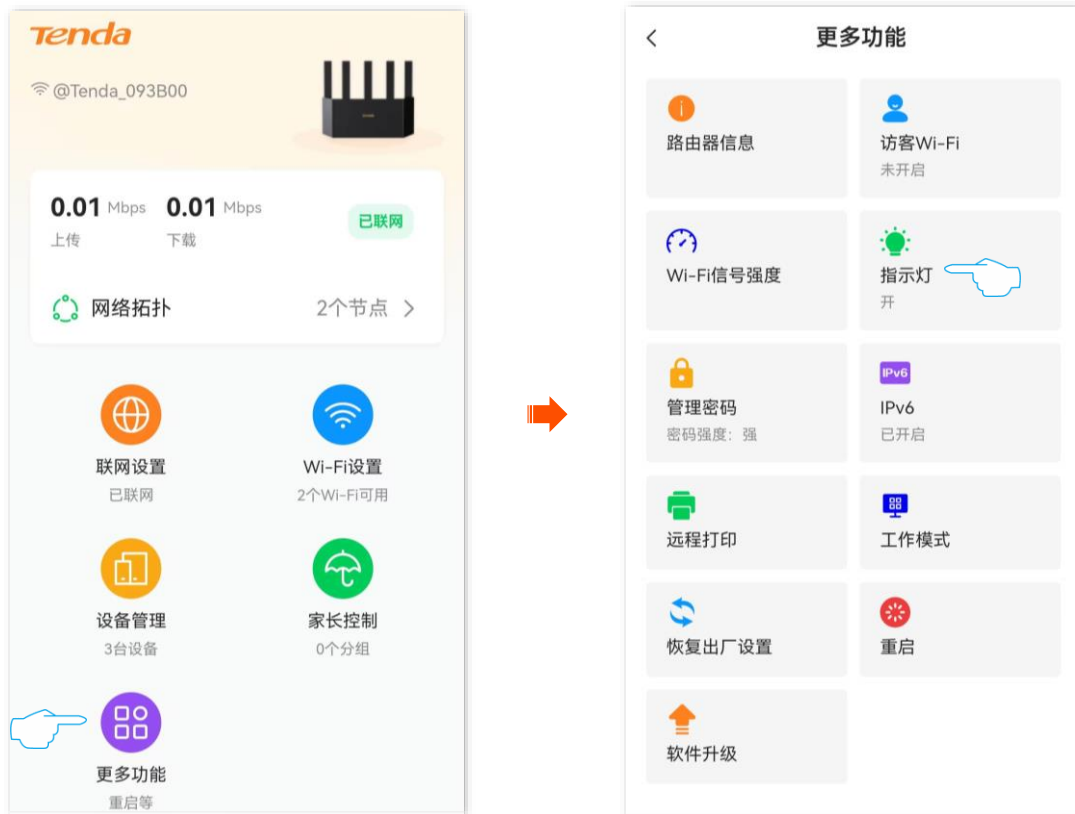 Tenda
@Tenda_093B00
0.01 Mbps 0.01 Mbps
上传 下载
已联网
网络拓扑 2个节点
联网设置 Wi-Fi设置
已联网 2个Wi-Fi可用
设备管理 家长控制
3台设备 0个分组
更多功能
重启等
更多功能
路由器信息 访客Wi-Fi
未开启
Wi-Fi信号强度 指示灯
开
IPv6
管理密码 IPv6
密码强度：强 已开启
远程打印 工作模式
恢复出厂设置 重启
软件升级